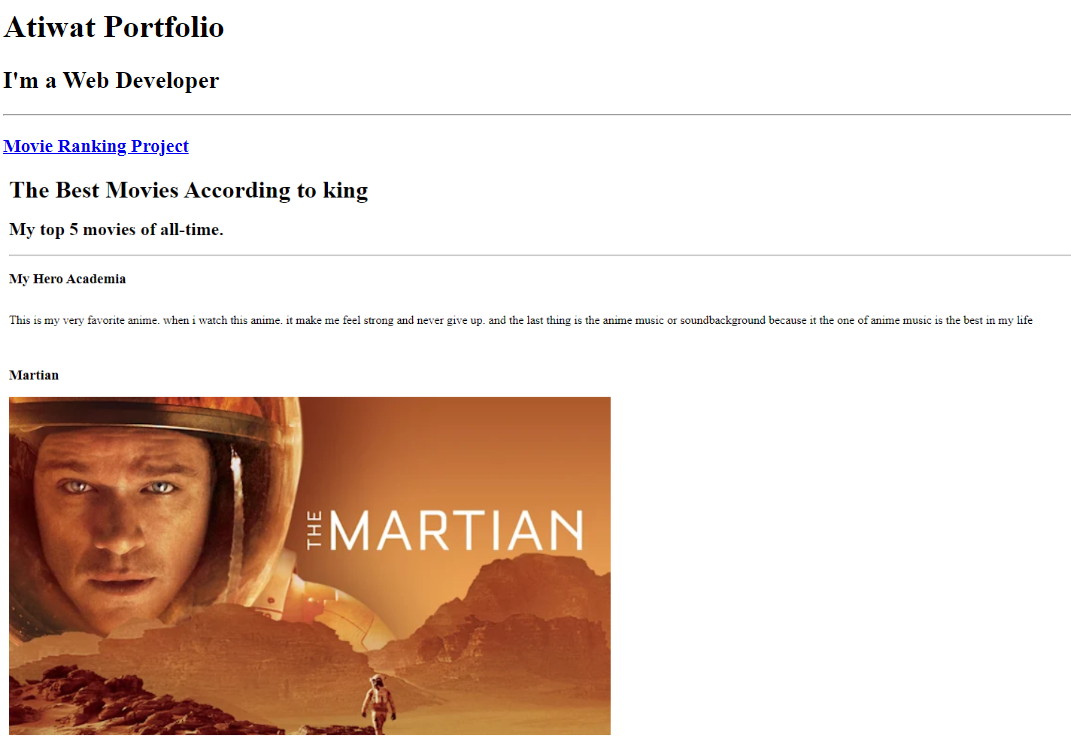 Atiwat Portfolio
I'm a Web Developer
Movie Ranking Project
The Best Movies According to king
My top 5 movies of all-time.
My Hero Academia
This is my very favorite anime. when i watch this anime. it make me feel strong and never give up. and the last thing is the anime music or soundbackground because it the one of anime music is the best in my life
Martian
THE MARTIAN